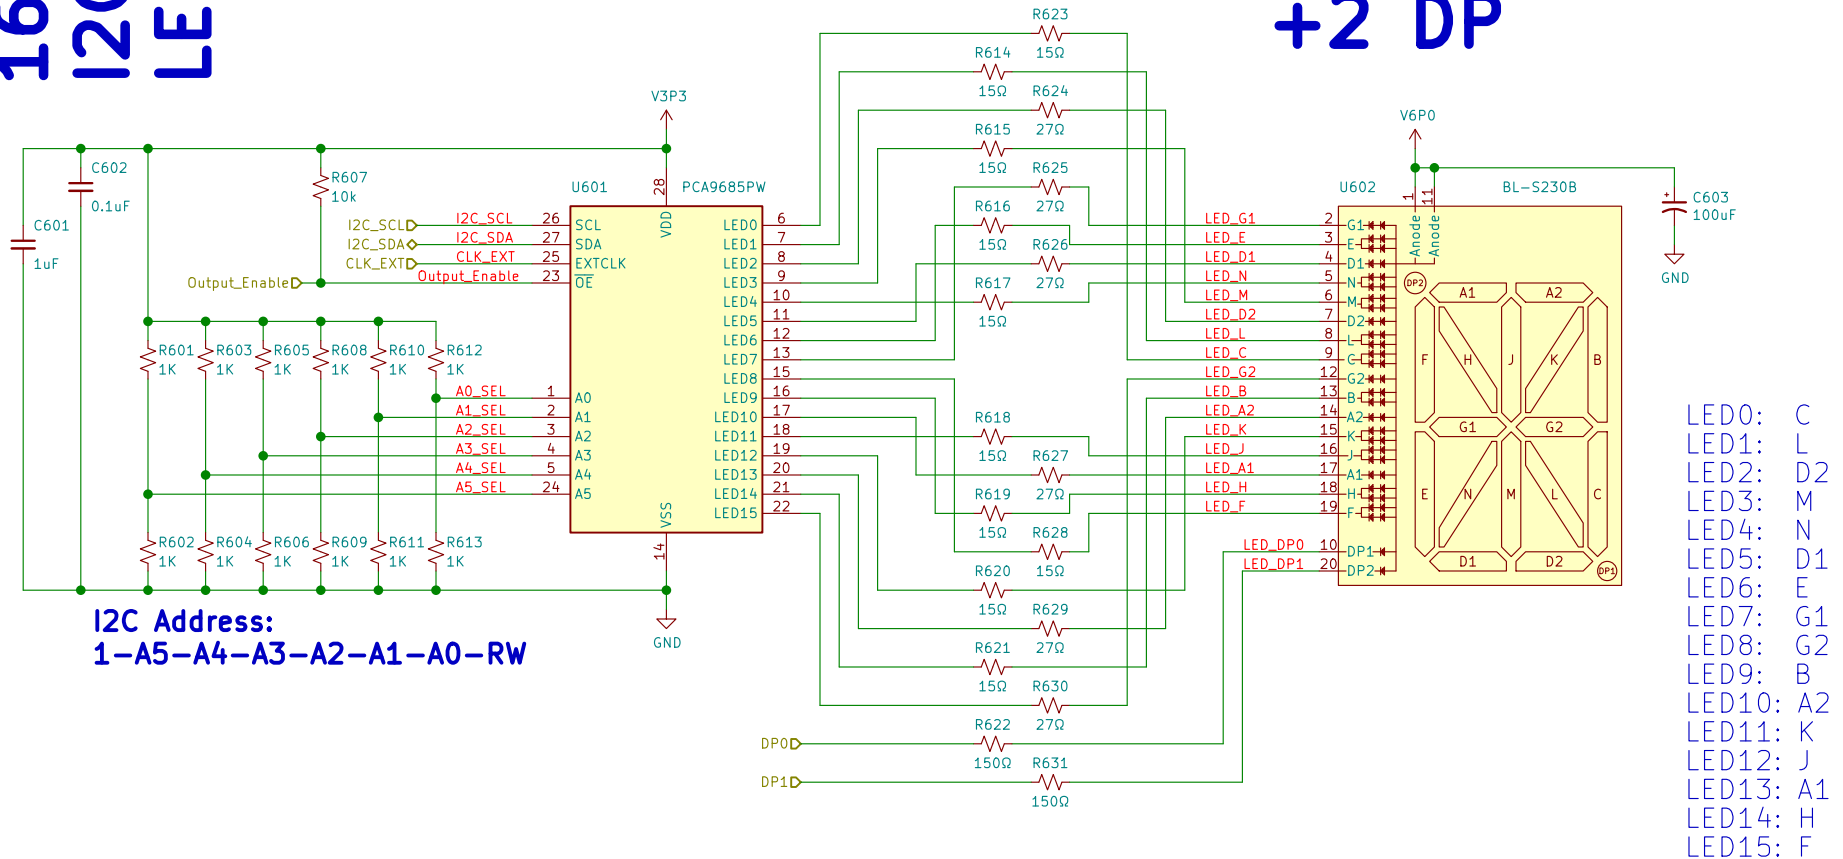 16
I2C
LE
+2 DP
R623
15Ω
R614
15Ω
R624
27Ω
R615
15Ω
R625
27Ω
R616
15Ω
R626
27Ω
R617
15Ω
R618
15Ω
R627
27Ω
R619
15Ω
R628
15Ω
R620
15Ω
R629
27Ω
R621
15Ω
R630
27Ω
R622
150Ω
R631
150Ω
DP0
DP1
V3P3
C602
0.1uF
C601
1uF
R607
10k
I2C_SCL
I2C_SDA
CLK_EXT
Output_Enable
I2C_SCL
I2C_SDA
CLK_EXT
Output_Enable
R601
1K
R603
1K
R605
1K
R608
1K
R610
1K
R612
1K
A0_SEL
A1_SEL
A2_SEL
A3_SEL
A4_SEL
A5_SEL
R602
1K
R604
1K
R606
1K
R609
1K
R611
1K
R613
1K
I2C Address:
1-A5-A4-A3-A2-A1-A0-RW
U601
PCA9685PW
28
VDD
26 SCL
27 SDA
25 EXTCLK
23 OE
1 A0
2 A1
3 A2
4 A3
5 A4
24 A5
LED0 6
LED1 7
LED2 8
LED3 9
LED4 10
LED5 11
LED6 12
LED7 13
LED8 15
LED9 16
LED10 17
LED11 18
LED12 19
LED13 20
LED14 21
LED15 22
VSS
14
GND
V6P0
U602
BL-S230B
1
11
Anode
Anode
LED_G1 2 G1
LED_E 3 E
LED_D1 4 D1
LED_N 5 N
LED_M 6 M
LED_D2 7 D2
LED_L 8 L
LED_C 9 C
LED_G2 12 G2
LED_B 13 B
LED_A2 14 A2
LED_K 15 K
LED_J 16 J
LED_A1 17 A1
LED_H 18 H
LED_F 19 F
LED_DP0 10 DP1
LED_DP1 20 DP2
DP2
A1
A2
F
H
J
K
B
G1
G2
E
N
M
L
C
D1
D2
DP1
C603
100uF
GND
LED0: C
LED1: L
LED2: D2
LED3: M
LED4: N
LED5: D1
LED6: E
LED7: G1
LED8: G2
LED9: B
LED10: A2
LED11: K
LED12: J
LED13: A1
LED14: H
LED15: F